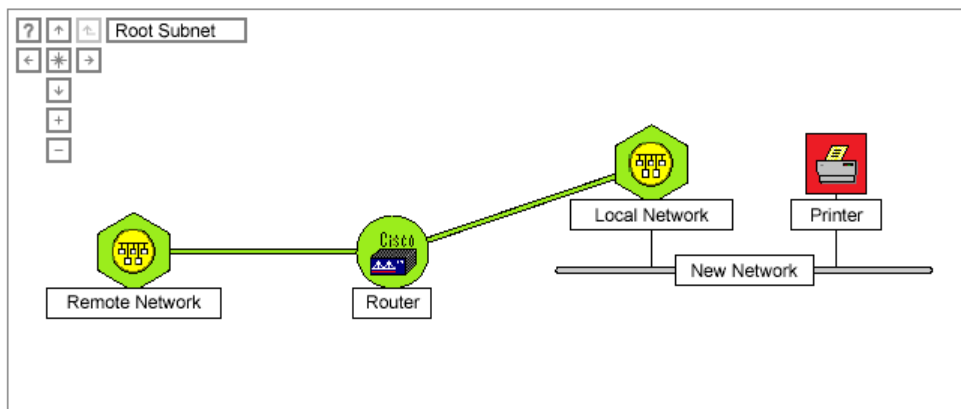 ?
Root Subnet
+
−
Local Network
Printer
Cisco
New Network
Remote Network
Router